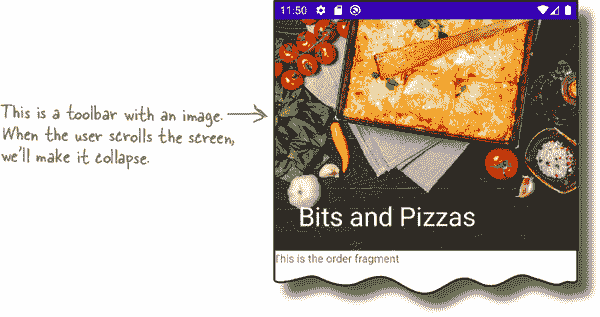 11:50
This is a toolbar with an image.
When the user scrolls the screen,
we'll make it collapse.
Bits and Pizzas
This is the order fragment